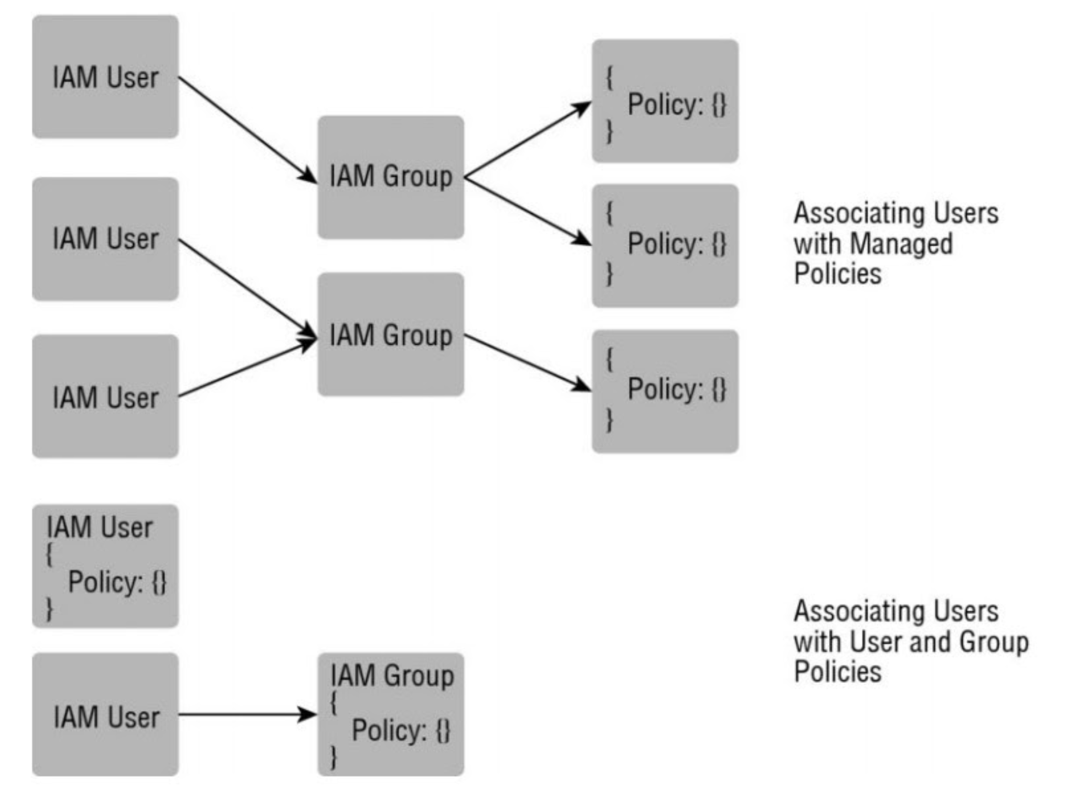 IAM User
IAM Group
{
Policy: {}
}
IAM User
{
Policy: {}
}
Associating Users
with Managed
Policies
IAM Group
IAM User
{
Policy: {}
}
IAM User
{
Policy: {}
}
Associating Users
with User and Group
Policies
IAM User
IAM Group
{
Policy: {}
}